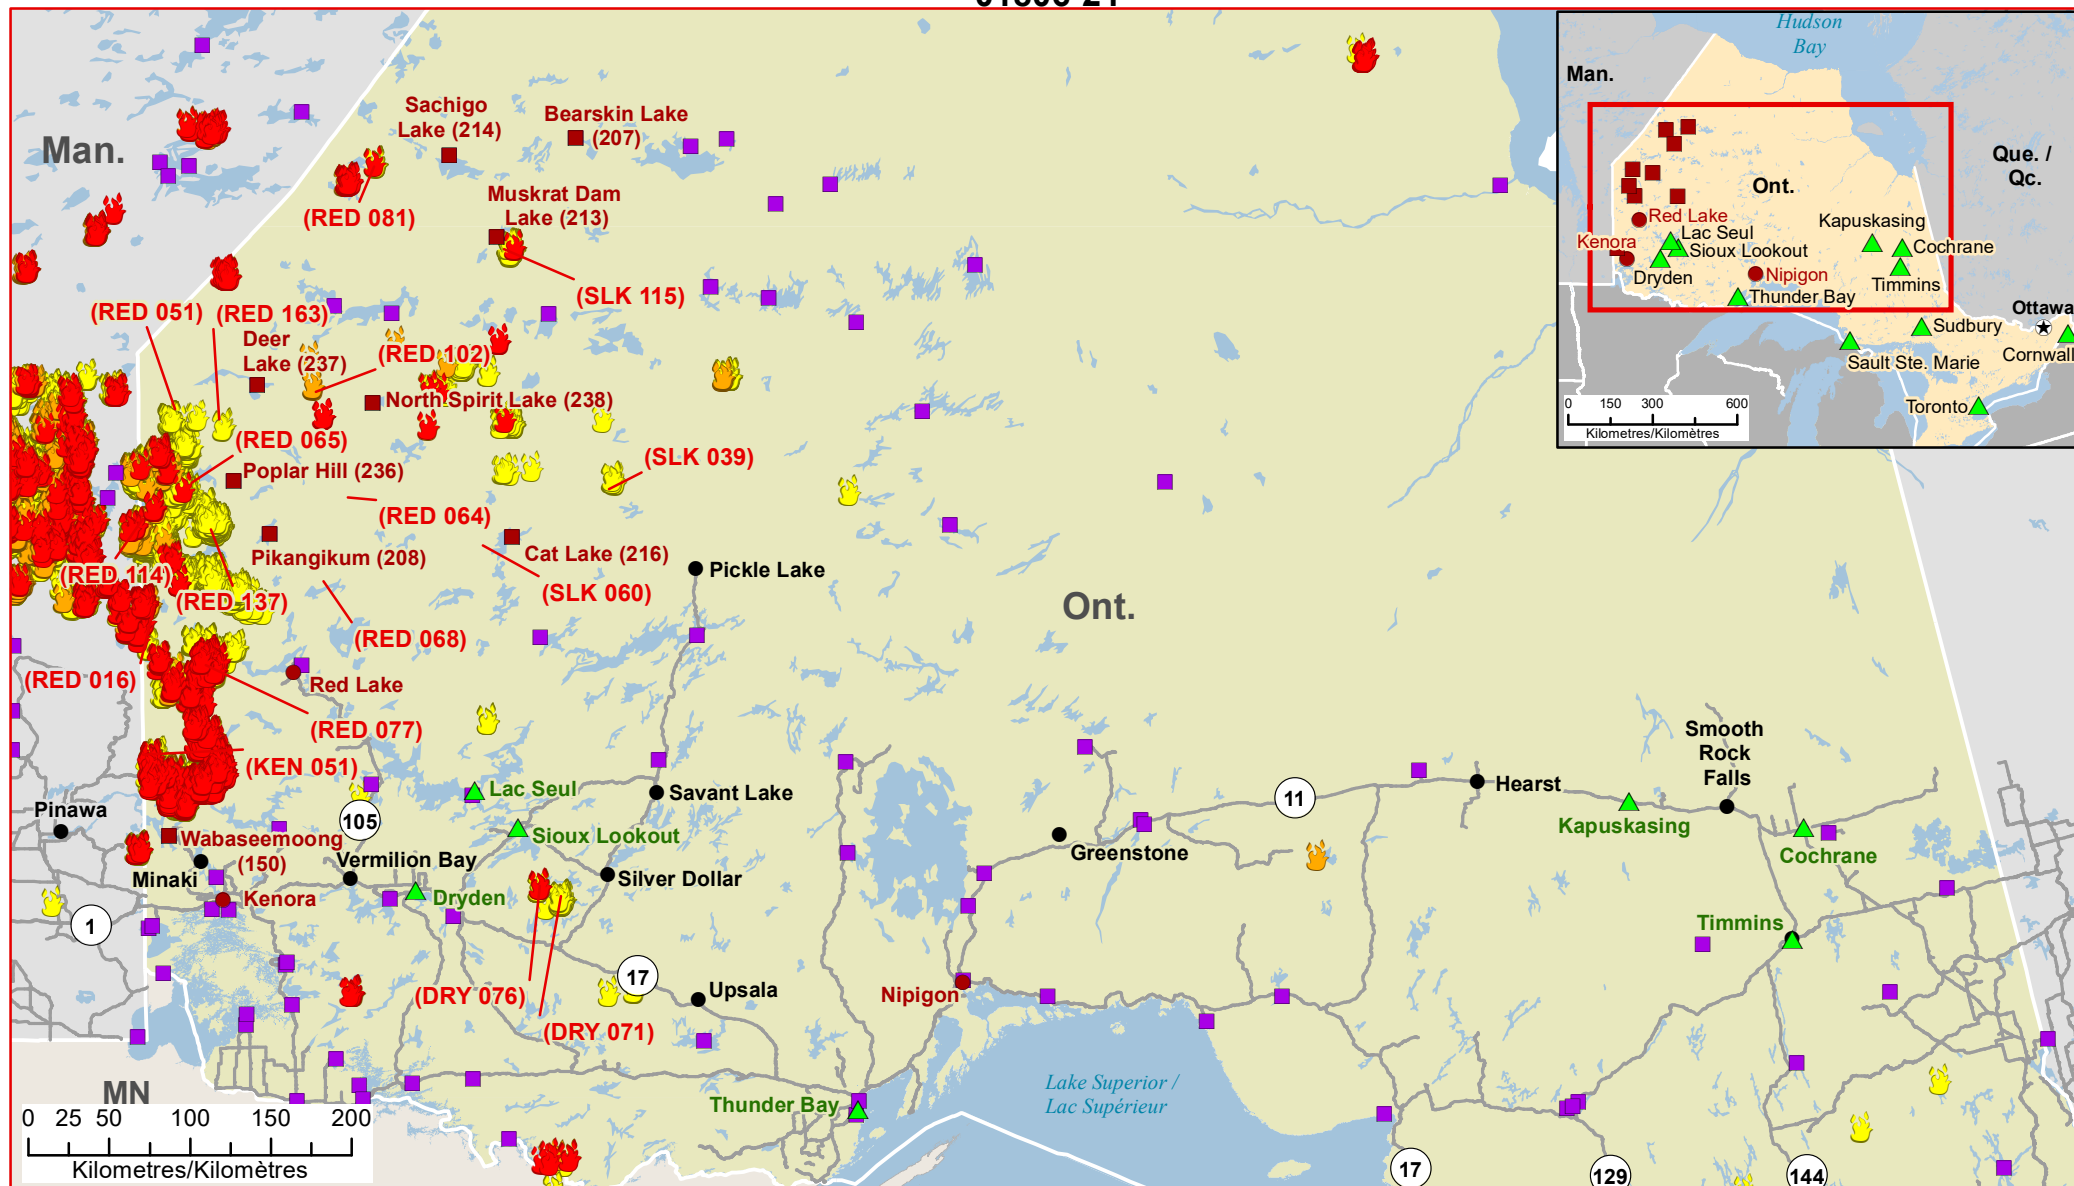 Man.
Sachigo
Lake (214)
Bearskin Lake
(207)
(RED 081)
Muskrat Dam
Lake (213)
(SLK 115)
(RED 051)
(RED 163)
Deer
Lake (237)
(RED 102)
North Spirit Lake (238)
(RED 065)
Poplar Hill (236)
(SLK 039)
(RED 064)
Pikangikum (208)
Cat Lake (216)
(RED 114)
(RED 137)
(SLK 060)
Pickle Lake
Ont.
(RED 068)
(RED 016)
Red Lake
(RED 077)
(KEN 051)
Pinawa
105
Lac Seul
Savant Lake
Sioux Lookout
Wabaseemoong
(150)
Minaki
Vermilion Bay
Silver Dollar
Kenora
Dryden
1
17
(DRY 076)
(DRY 071)
Upsala
Nipigon
Greenstone
11
Hearst
Smooth
Rock
Falls
Kapuskasing
Cochrane
Timmins
MN
Thunder Bay
Lake Superior /
Lac Supérieur
17
129
144
0 25 50 100 150 200
Kilometres/Kilomètres
Hudson
Bay
Man.
Que. /
Qc.
Ont.
Red Lake
Kapuskasing
Lac Seul
Kenora
Sioux Lookout
Cochrane
Dryden
Nipigon
Timmins
Thunder Bay
Ottawa
Sudbury
Cornwall
Sault Ste. Marie
Toronto
0 150 300 600
Kilometres/Kilomètres